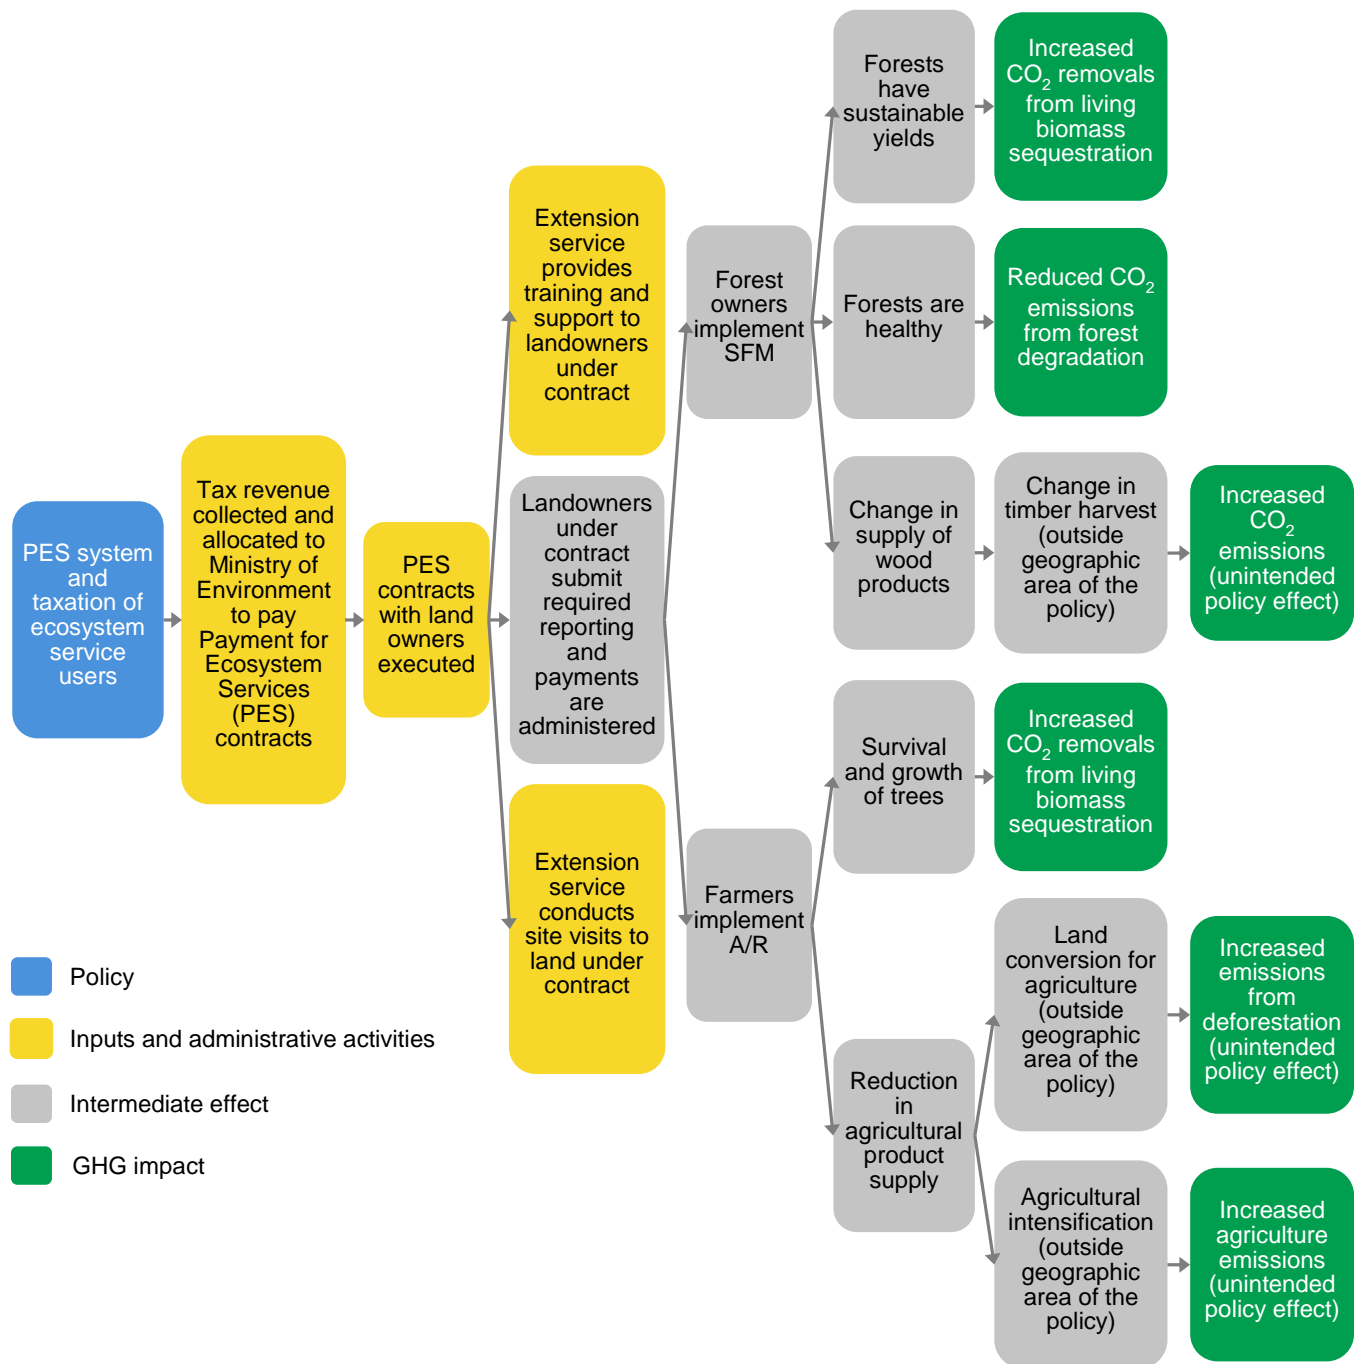 PES system
and
taxation of
ecosystem
service
users
Tax revenue
collected and
allocated to
Ministry of
Environment
to pay
Payment for
Ecosystem
Services
(PES)
contracts
PES
contracts
with land
owners
executed
Extension
service
provides
training and
support to
landowners
under
contract
Landowners
under
contract
submit
required
reporting
and
payments
are
administered
Extension
service
conducts
site visits to
land under
contract
Forest
owners
implement
SFM
Farmers
implement
A/R
Forests
have
sustainable
yields
Increased
CO₂ removals
from living
biomass
sequestration
Forests are
healthy
Reduced CO₂
emissions
from forest
degradation
Change in
supply of
wood
products
Change in
timber harvest
(outside
geographic
area of the
policy)
Increased
CO₂
emissions
(unintended
policy effect)
Survival
and growth
of trees
Increased
CO₂ removals
from living
biomass
sequestration
Reduction
in
agricultural
product
supply
Land
conversion for
agriculture
(outside
geographic
area of the
policy)
Increased
emissions
from
deforestation
(unintended
policy effect)
Agricultural
intensification
(outside
geographic
area of the
policy)
Increased
agriculture
emissions
(unintended
policy effect)
Policy
Inputs and administrative activities
Intermediate effect
GHG impact